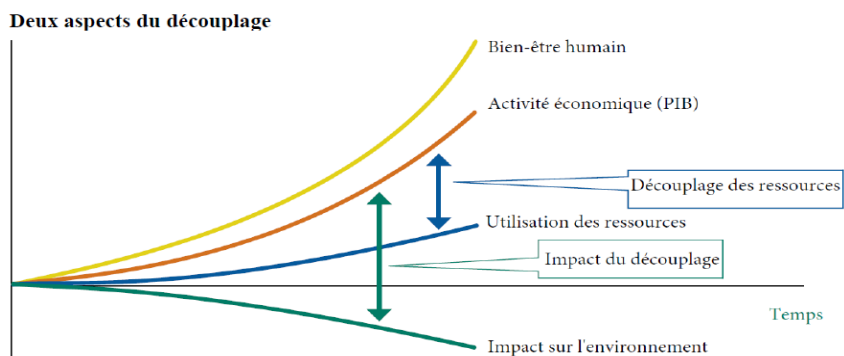 Deux aspects du découplage
Bien-être humain
Activité économique (PIB)
Découplage des ressources
Utilisation des ressources
Impact du découplage
Temps
Impact sur l'environnement